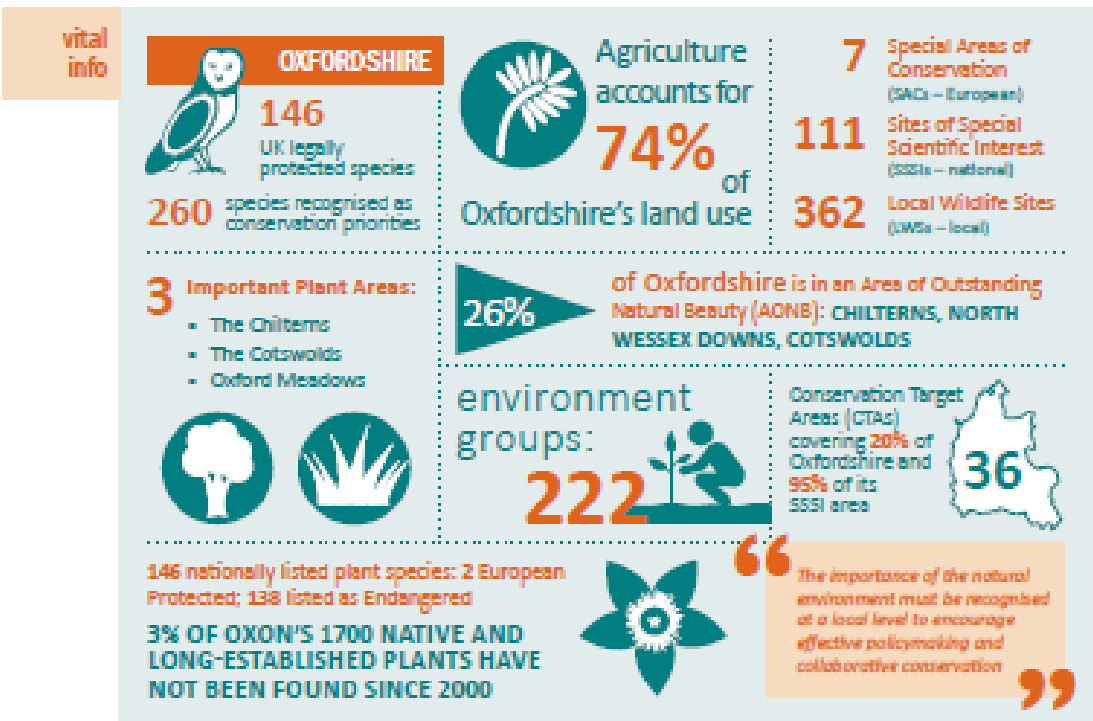 vital
info
OXFORDSHIRE
146
UK legally
protected species
260 species recognised as
conservation priorities
Agriculture
accounts for
74%
of
Oxfordshire's land use
7 Special Areas of
Conservation
(SACs – European)
111 Sites of Special
Scientific Interest
(SSSIs – national)
362 Local Wildlife Sites
(LWSs – local)
3 Important Plant Areas:
• The Chilterns
• The Cotswolds
• Oxford Meadows
26%
of Oxfordshire is in an Area of Outstanding
Natural Beauty (AONB): CHILTERNS, NORTH
WESSEX DOWNS, COTSWOLDS
environment
groups:
222
Conservation Target
Areas (CTAs)
covering 20% of
Oxfordshire and
95% of its
SSSI area
36
146 nationally listed plant species: 2 European
Protected; 138 listed as Endangered
3% OF OXON'S 1700 NATIVE AND
LONG-ESTABLISHED PLANTS HAVE
NOT BEEN FOUND SINCE 2000
“
The importance of the natural
environment must be recognised
at a local level to encourage
effective policymaking and
collaborative conservation
”